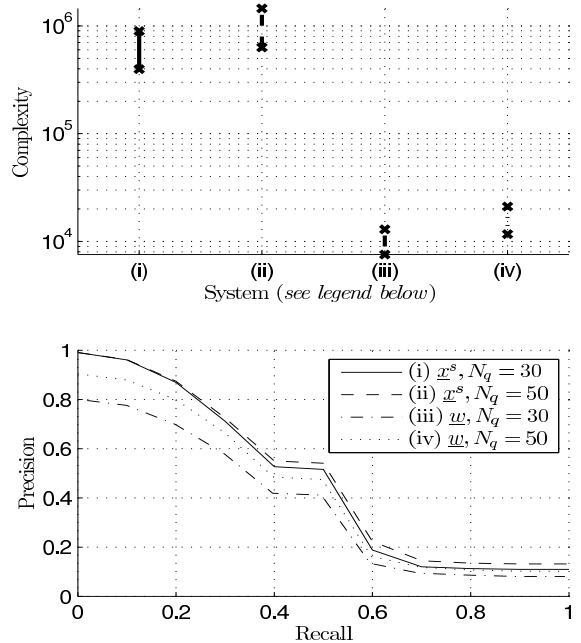 10^6
10^5
10^4
Complexity
(i) (ii) (iii) (iv)
System (see legend below)
1
0.8
0.6
0.4
0.2
0
Precision
(i) x^s, N_q = 30
(ii) x^s, N_q = 50
(iii) w, N_q = 30
(iv) w, N_q = 50
0 0.2 0.4 0.6 0.8 1
Recall